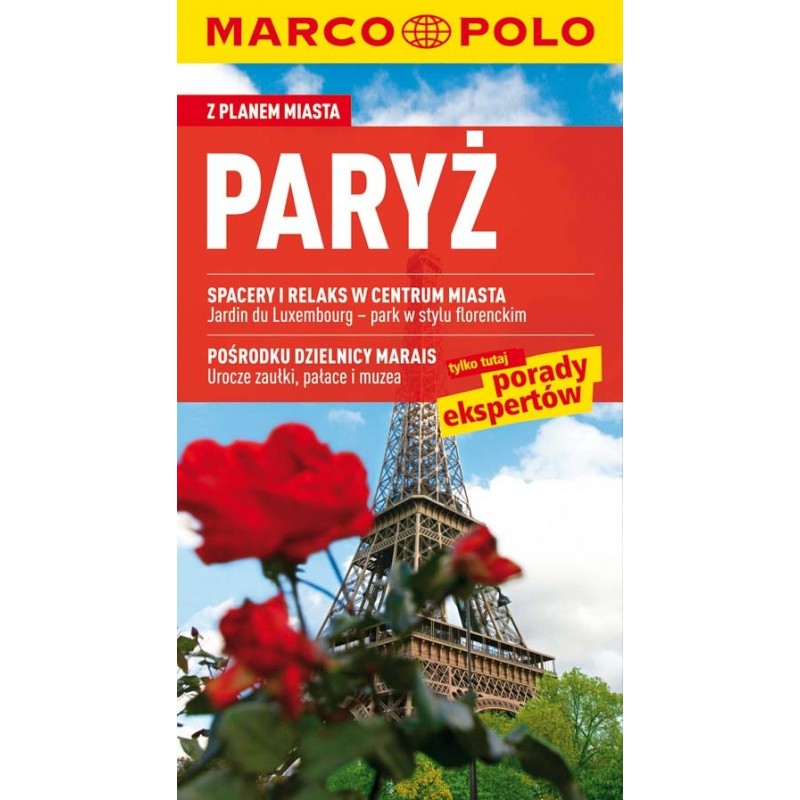 MARCO POLO
Z PLANEM MIASTA
PARYŻ
SPACERY I RELAKS W CENTRUM MIASTA
Jardin du Luxembourg – park w stylu florenckim
POŚRODKU DZIELNICY MARAIS
Urocze zaułki, pałace i muzea
tylko tutaj
porady
ekspertów